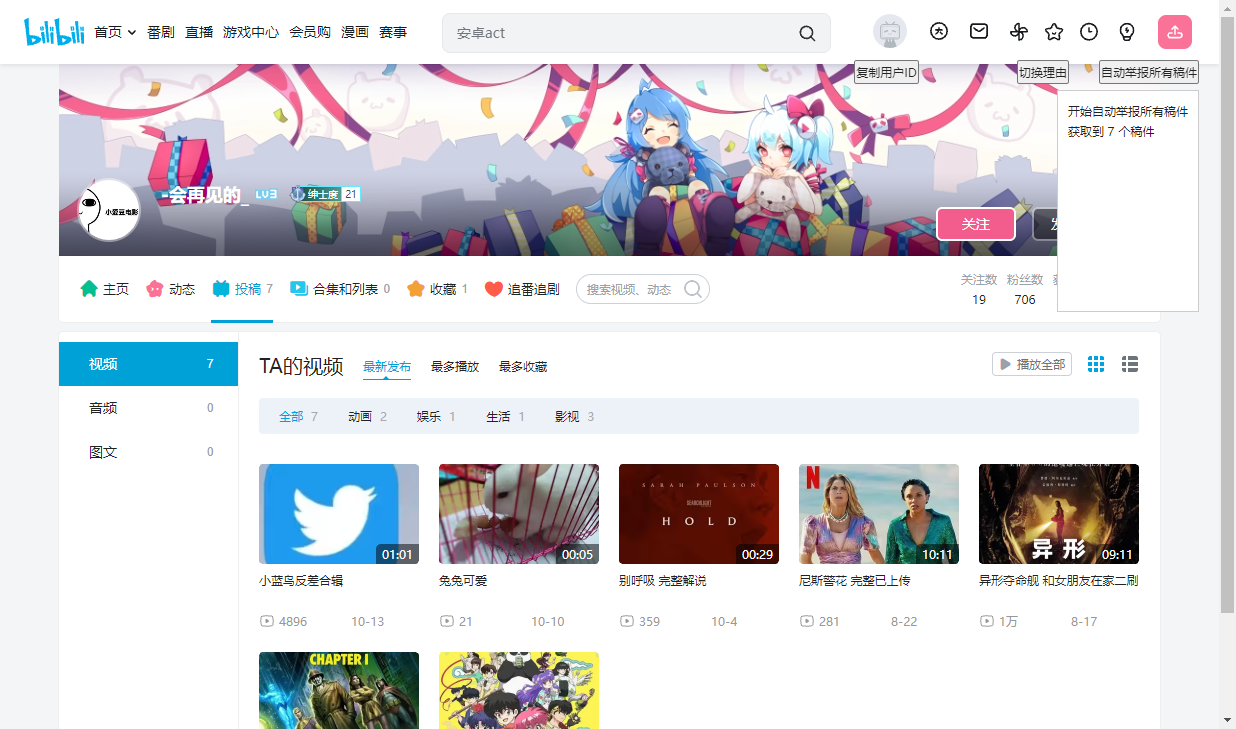 bilibili 首页 番剧 直播 游戏中心 会员购 漫画 赛事 安卓act
复制用户ID 切换理由 自动举报所有稿件
开始自动举报所有稿件
获取到 7 个稿件
小爱豆电影
会再见的_ LV3 绅士度 21
关注
主页 动态 投稿 7 合集和列表 0 收藏 1 追番追剧 搜索视频、动态
关注数 粉丝数
19 706
视频 7
音频 0
图文 0
TA的视频 最新发布 最多播放 最多收藏 播放全部
全部 7 动画 2 娱乐 1 生活 1 影视 3
01:01
00:05
SARAH PAULSON
SEARCHLIGHT
HOLD
00:29
N
10:11
异形
09:11
小蓝鸟反差合辑
兔兔可爱
别呼吸 完整解说
尼斯簪花 完整已上传
异形夺命舰 和女朋友在家二刷
4896 10-13
21 10-10
359 10-4
281 8-22
1万 8-17
CHAPTER I